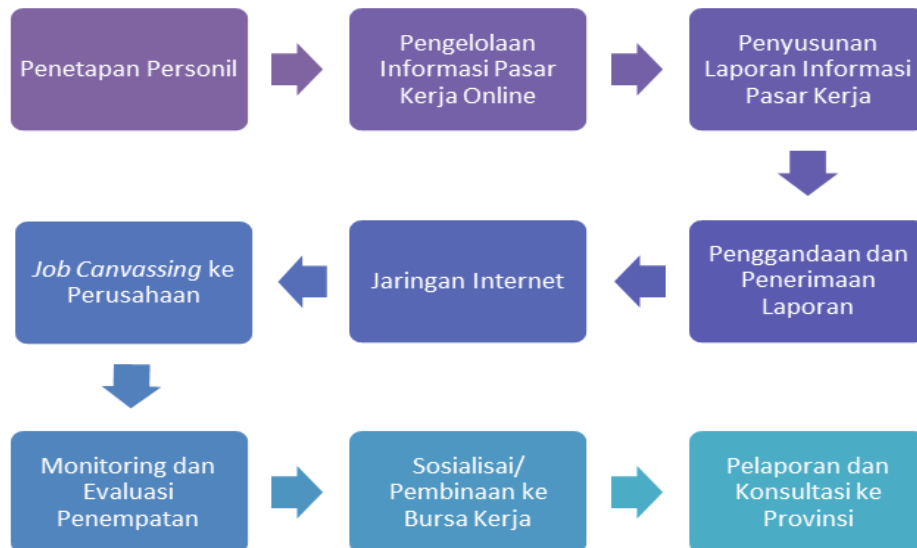 Penetapan Personil
Pengelolaan
Informasi Pasar
Kerja Online
Penyusunan
Laporan Informasi
Pasar Kerja
Penggandaan dan
Penerimaan
Laporan
Jaringan Internet
Job Canvassing ke
Perusahaan
Monitoring dan
Evaluasi
Penempatan
Sosialisai/
Pembinaan ke
Bursa Kerja
Pelaporan dan
Konsultasi ke
Provinsi